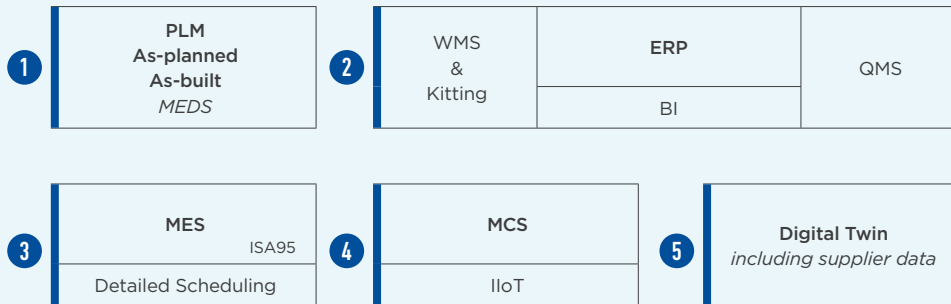 1
PLM
As-planned
As-built
MEDS
2
WMS
&
Kitting
ERP
BI
QMS
3
MES
ISA95
Detailed Scheduling
4
MCS
IIoT
5
Digital Twin
including supplier data